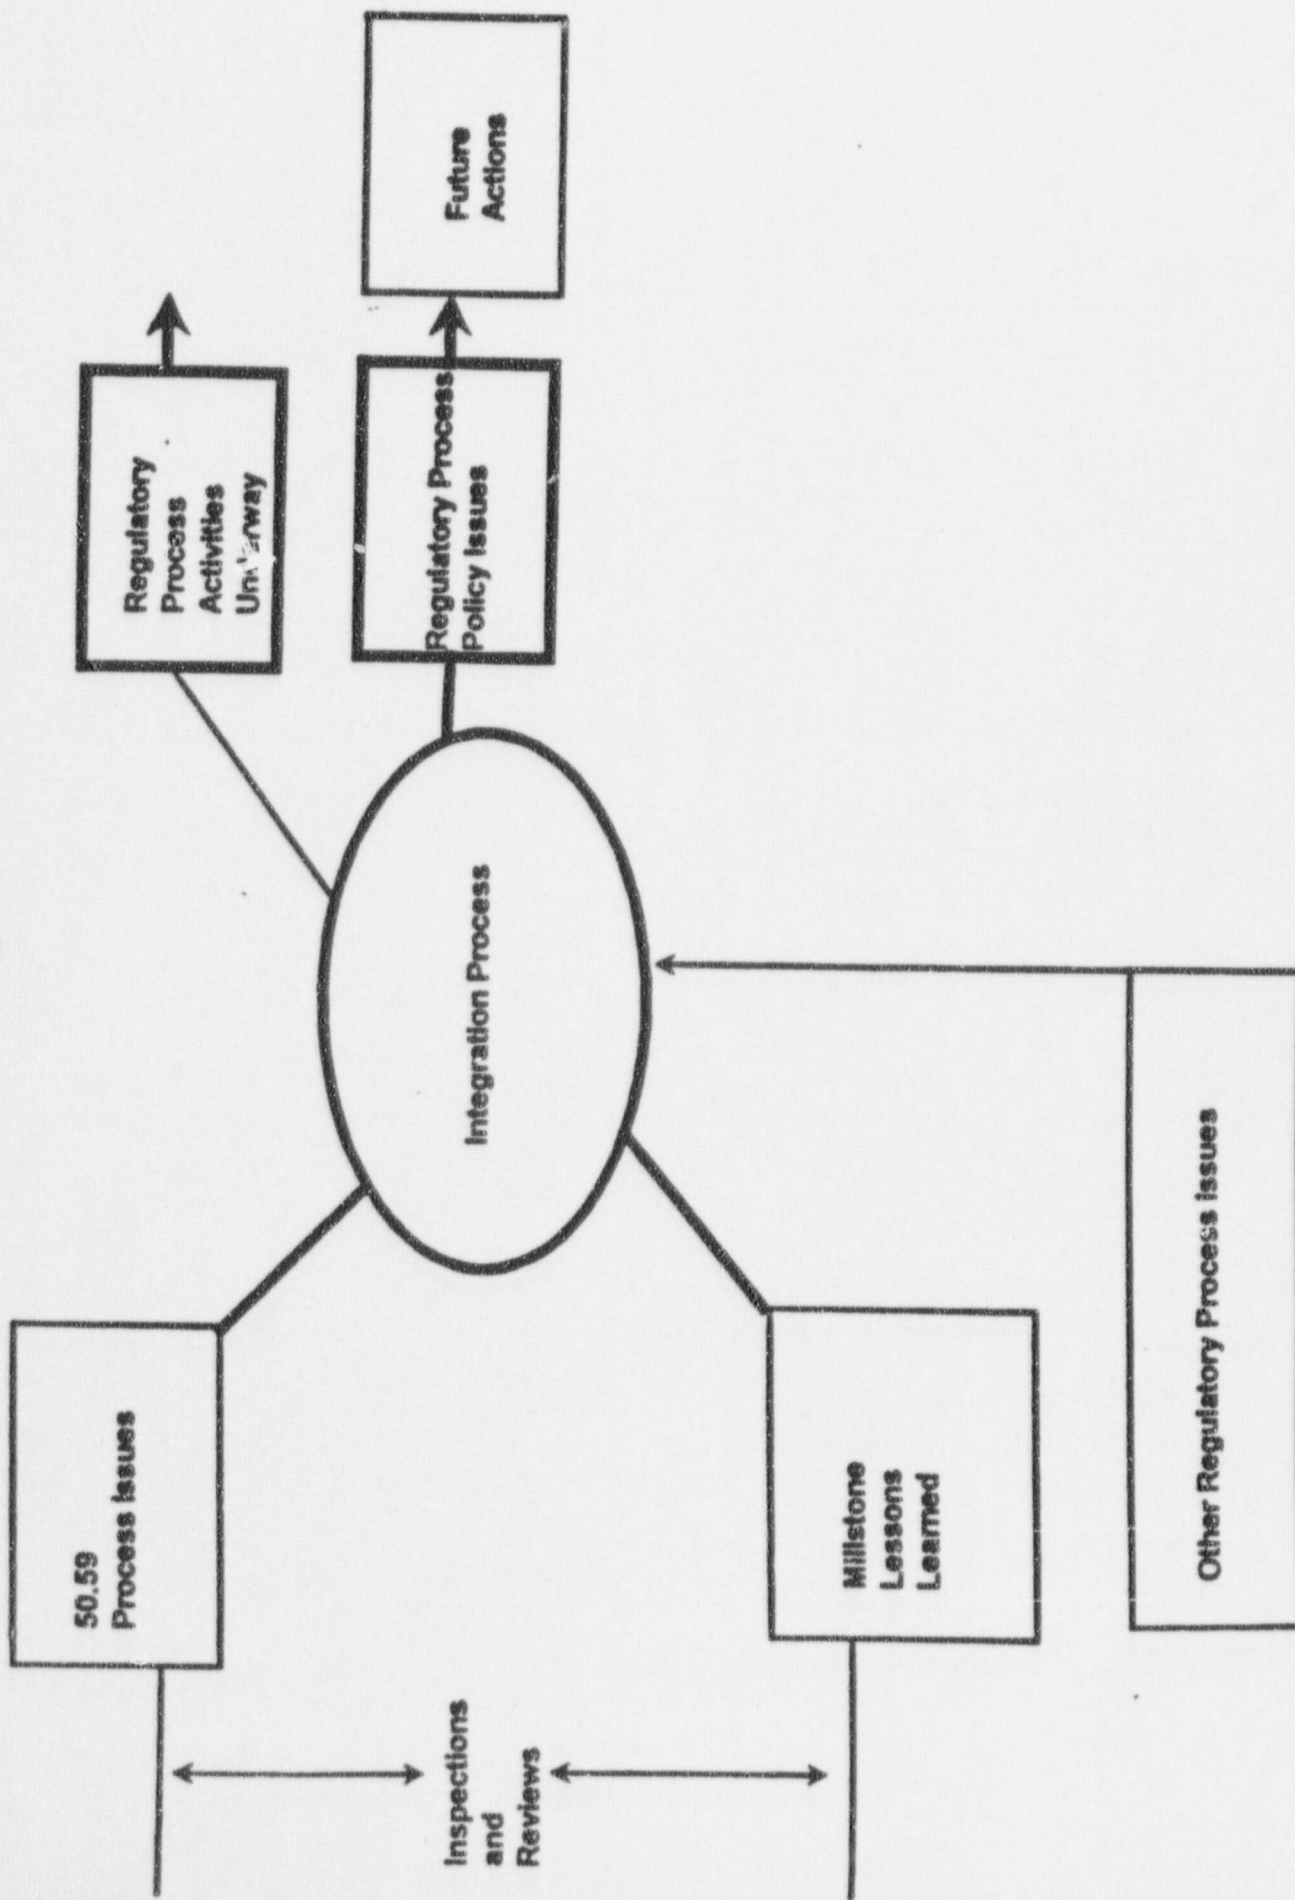 50.59
Process Issues
Regulatory
Process
Activities
Underway
Inspections
and
Reviews
Integration Process
Regulatory Process
Policy Issues
Future
Actions
Millstone
Lessons
Learned
Other Regulatory Process Issues